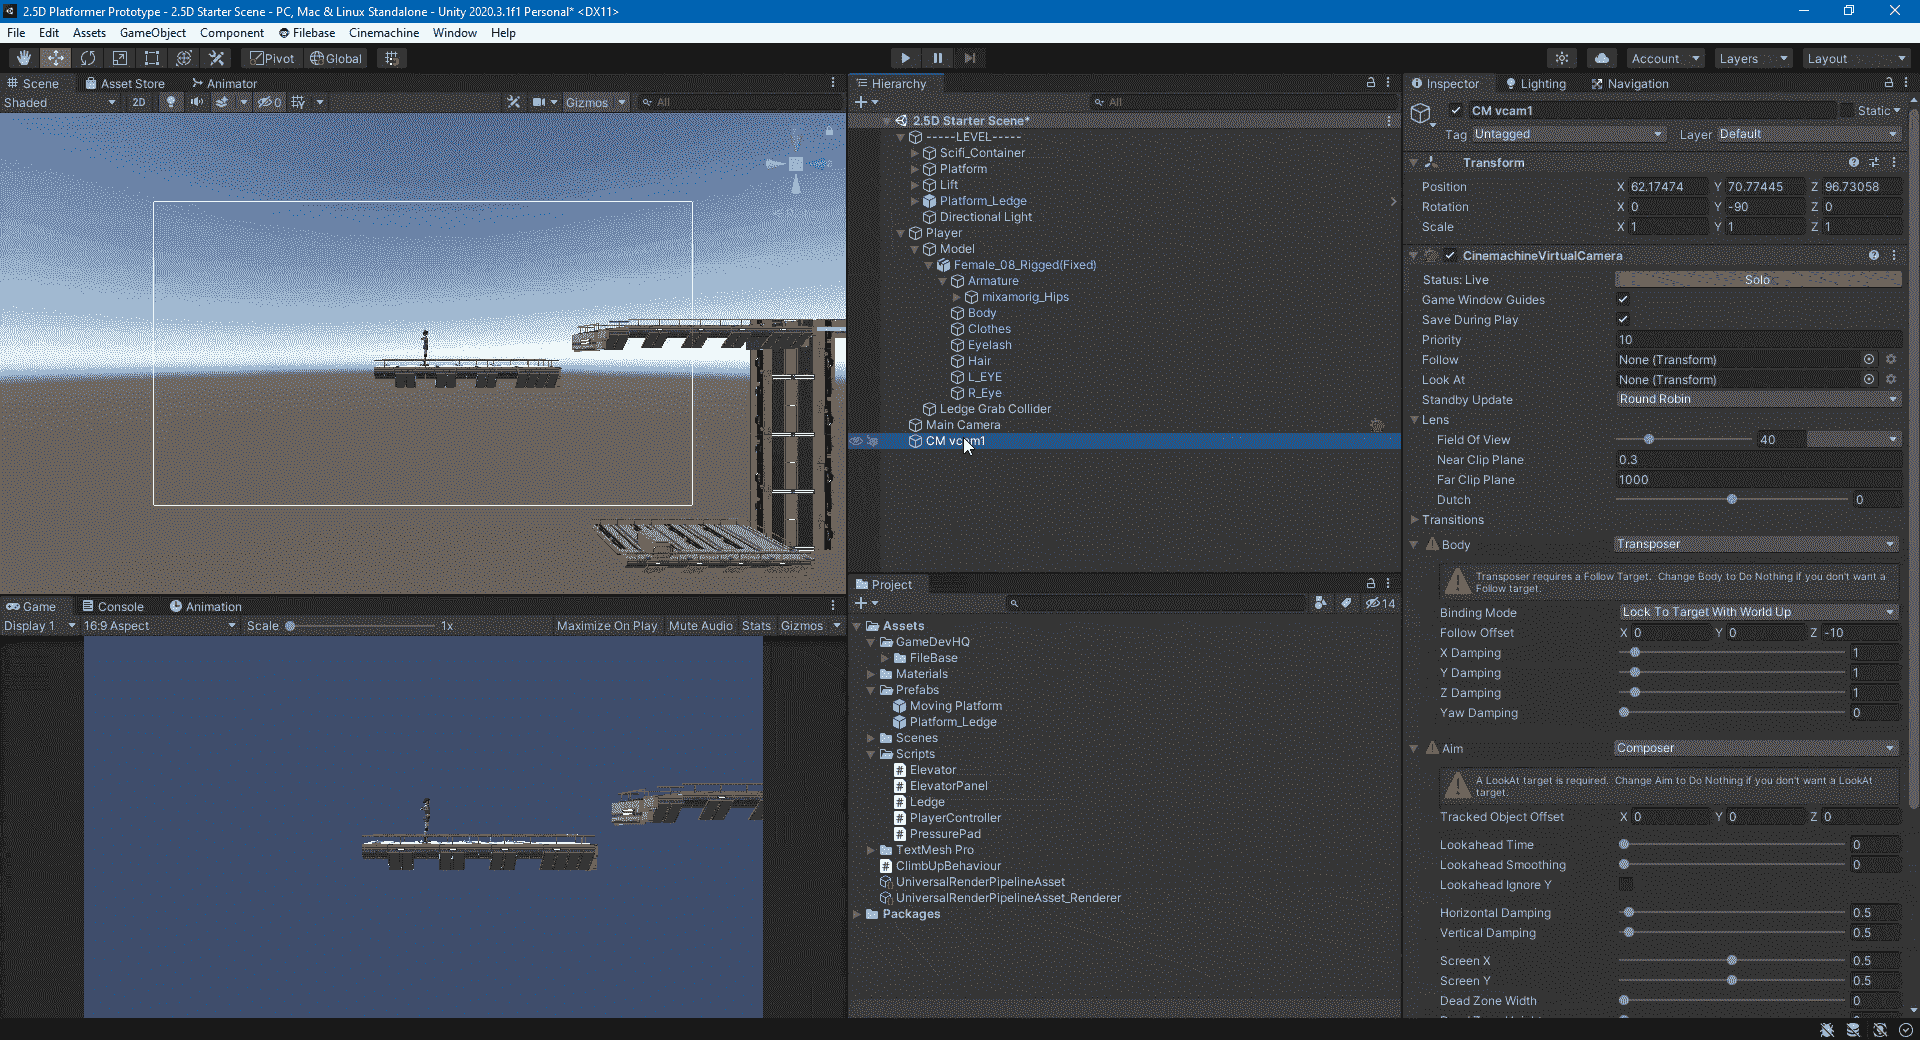 2.5D Platformer Prototype - 2.5D Starter Scene - PC, Mac & Linux Standalone - Unity 2020.3.1f1 Personal* <DX11>
File Edit Assets GameObject Component Filebase Cinemachine Window Help
Pivot Global Account Layers Layout
Scene Asset Store Animator
Shaded 2D 0 Gizmos All
Hierarchy
All
2.5D Starter Scene*
-----LEVEL-----
Scifi_Container
Platform
Lift
Platform_Ledge
Directional Light
Player
Model
Female_08_Rigged(Fixed)
Armature
mixamorig_Hips
Body
Clothes
Eyelash
Hair
L_EYE
R_Eye
Ledge Grab Collider
Main Camera
CM vcam1
Game Console Animation
Display 1 16:9 Aspect Scale 1x Maximize On Play Mute Audio Stats Gizmos
Project
14
Assets
GameDevHQ
FileBase
Materials
Prefabs
Moving Platform
Platform_Ledge
Scenes
Scripts
Elevator
ElevatorPanel
Ledge
PlayerController
PressurePad
TextMesh Pro
ClimbUpBehaviour
UniversalRenderPipelineAsset
UniversalRenderPipelineAsset_Renderer
Packages
Inspector Lighting Navigation
CM vcam1 Static
Tag Untagged Layer Default
Transform
Position X 62.17474 Y 70.77445 Z 96.73058
Rotation X 0 Y -90 Z 0
Scale X 1 Y 1 Z 1
CinemachineVirtualCamera
Status: Live Solo
Game Window Guides
Save During Play
Priority 10
Follow None (Transform)
Look At None (Transform)
Standby Update Round Robin
Lens
Field Of View 40
Near Clip Plane 0.3
Far Clip Plane 1000
Dutch 0
Transitions
Body Transposer
Transposer requires a Follow Target. Change Body to Do Nothing if you don't want a
Follow target.
Binding Mode Lock To Target With World Up
Follow Offset X 0 Y 0 Z -10
X Damping 1
Y Damping 1
Z Damping 1
Yaw Damping 0
Aim Composer
A LookAt target is required. Change Aim to Do Nothing if you don't want a LookAt
target.
Tracked Object Offset X 0 Y 0 Z 0
Lookahead Time 0
Lookahead Smoothing 0
Lookahead Ignore Y
Horizontal Damping 0.5
Vertical Damping 0.5
Screen X 0.5
Screen Y 0.5
Dead Zone Width 0